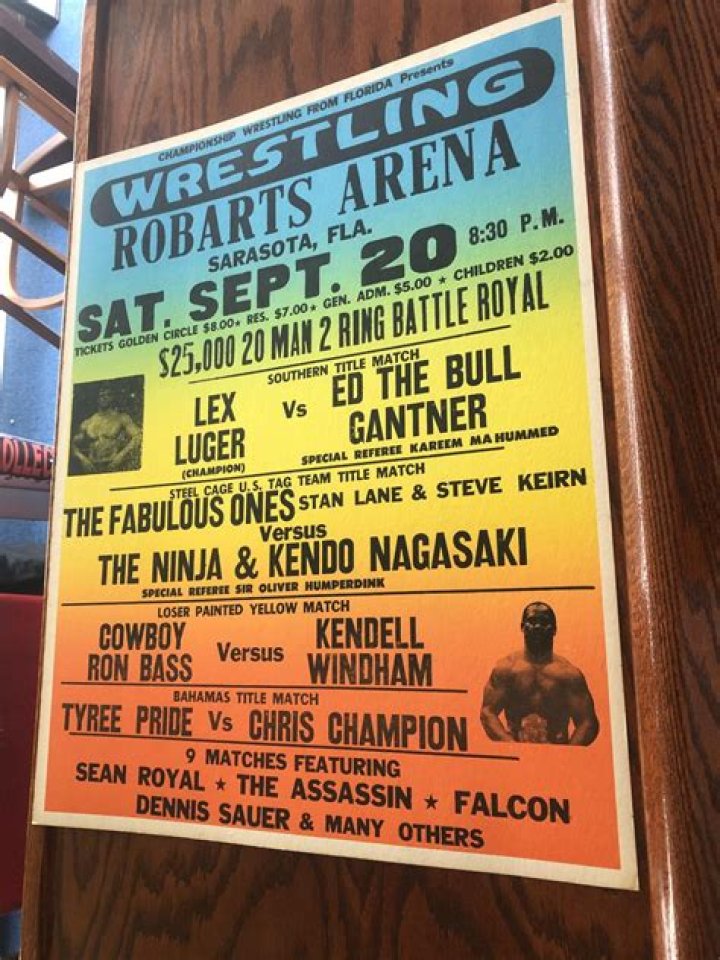 CHAMPIONSHIP WRESTLING FROM FLORIDA Presents
WRESTLING
ROBARTS ARENA
SARASOTA, FLA.
SAT. SEPT. 20 8:30 P.M.
TICKETS GOLDEN CIRCLE $8.00 * RES. $7.00 * GEN. ADM. $5.00 * CHILDREN $2.00
$25,000 20 MAN 2 RING BATTLE ROYAL
SOUTHERN TITLE MATCH
LEX LUGER (CHAMPION) Vs ED THE BULL GANTNER
SPECIAL REFEREE KAREEM MAHUMMED
STEEL CAGE U.S. TAG TEAM TITLE MATCH
THE FABULOUS ONES STAN LANE & STEVE KEIRN
Versus
THE NINJA & KENDO NAGASAKI
SPECIAL REFEREE SIR OLIVER HUMPERDINK
LOSER PAINTED YELLOW MATCH
COWBOY RON BASS Versus KENDELL WINDHAM
BAHAMAS TITLE MATCH
TYREE PRIDE Vs CHRIS CHAMPION
9 MATCHES FEATURING
SEAN ROYAL * THE ASSASSIN * FALCON
DENNIS SAUER & MANY OTHERS